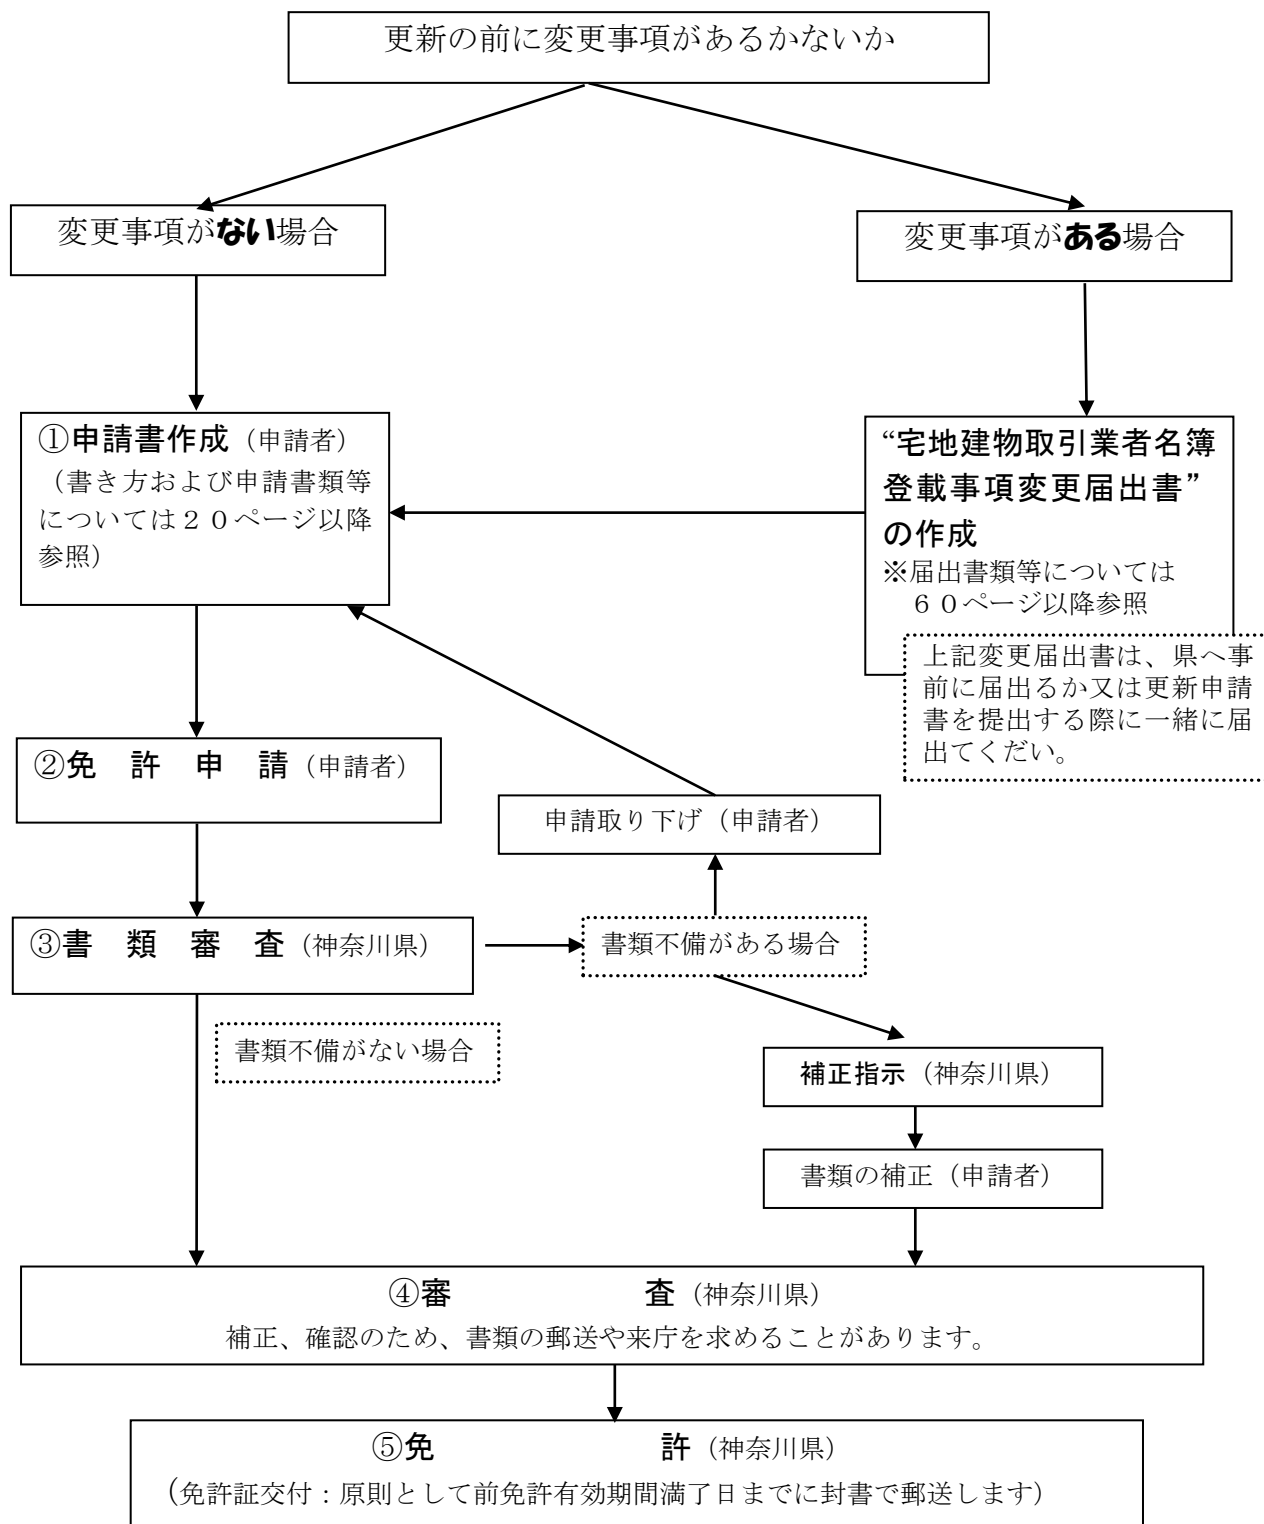 更新の前に変更事項があるかないか
変更事項がない場合
変更事項がある場合
①申請書作成（申請者）
（書き方および申請書類等
については２０ページ以降
参照）
“宅地建物取引業者名簿
登載事項変更届出書”
の作成
※届出書類等については
６０ページ以降参照
上記変更届出書は、県へ事
前に届出るか又は更新申請
書を提出する際に一緒に届
出てくだい。
②免　許　申　請（申請者）
申請取り下げ（申請者）
③書　類　審　査（神奈川県）
書類不備がある場合
書類不備がない場合
補正指示（神奈川県）
書類の補正（申請者）
④審　　　　　　査（神奈川県）
補正、確認のため、書類の郵送や来庁を求めることがあります。
⑤免　　　　　　　許（神奈川県）
(免許証交付：原則として前免許有効期間満了日までに封書で郵送します）